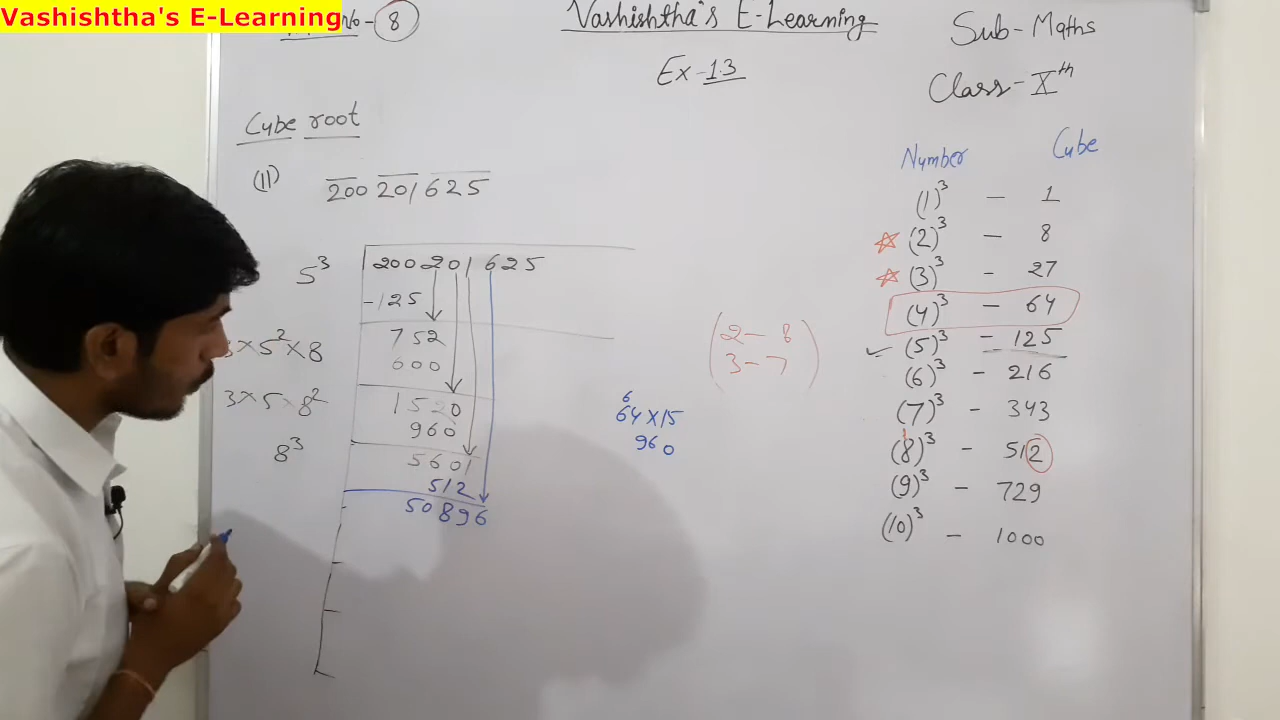 Vashishtha's E-Learning
8
Vashishtha's E-Learning
Sub-Maths
Ex-13
Class-Xth
Cube root
(11) 200 201 625
Number Cube
(1)³ - 1
(2)³ - 8
(3)³ - 27
(4)³ - 64
(5)³ - 125
(6)³ - 216
(7)³ - 343
(8)³ - 512
(9)³ - 729
(10)³ - 1000
5³ 200201625
-125
3×5²×8 752
600
3×5×8² 1520
960
8³ 5601
512
50896
2 - 8
3 - 7
6
64×15
960